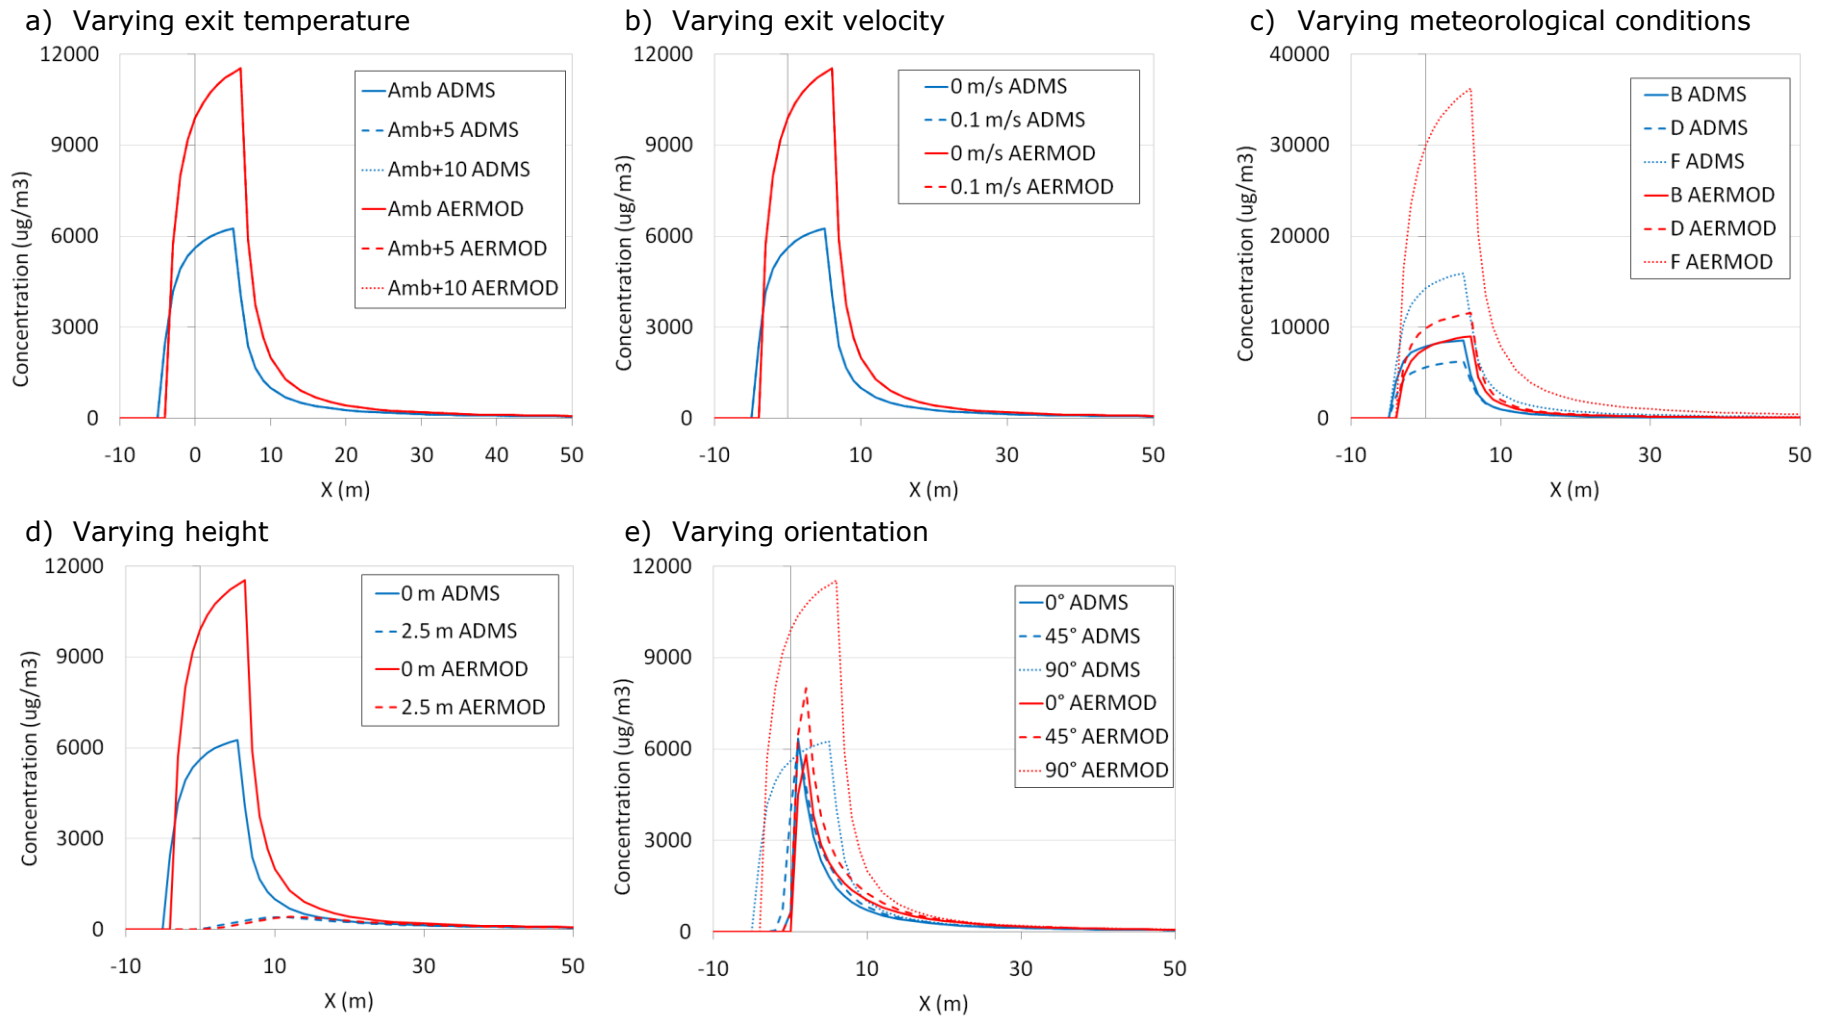 a) Varying exit temperature
12000
9000
6000
3000
0
Concentration (ug/m3)
-10 0 10 20 30 40 50
X (m)
Amb ADMS
Amb+5 ADMS
Amb+10 ADMS
Amb AERMOD
Amb+5 AERMOD
Amb+10 AERMOD
b) Varying exit velocity
12000
9000
6000
3000
0
Concentration (ug/m3)
-10 10 30 50
X (m)
0 m/s ADMS
0.1 m/s ADMS
0 m/s AERMOD
0.1 m/s AERMOD
c) Varying meteorological conditions
40000
30000
20000
10000
0
Concentration (ug/m3)
-10 10 30 50
X (m)
B ADMS
D ADMS
F ADMS
B AERMOD
D AERMOD
F AERMOD
d) Varying height
12000
9000
6000
3000
0
Concentration (ug/m3)
-10 10 30 50
X (m)
0 m ADMS
2.5 m ADMS
0 m AERMOD
2.5 m AERMOD
e) Varying orientation
12000
9000
6000
3000
0
Concentration (ug/m3)
-10 10 30 50
X (m)
0° ADMS
45° ADMS
90° ADMS
0° AERMOD
45° AERMOD
90° AERMOD